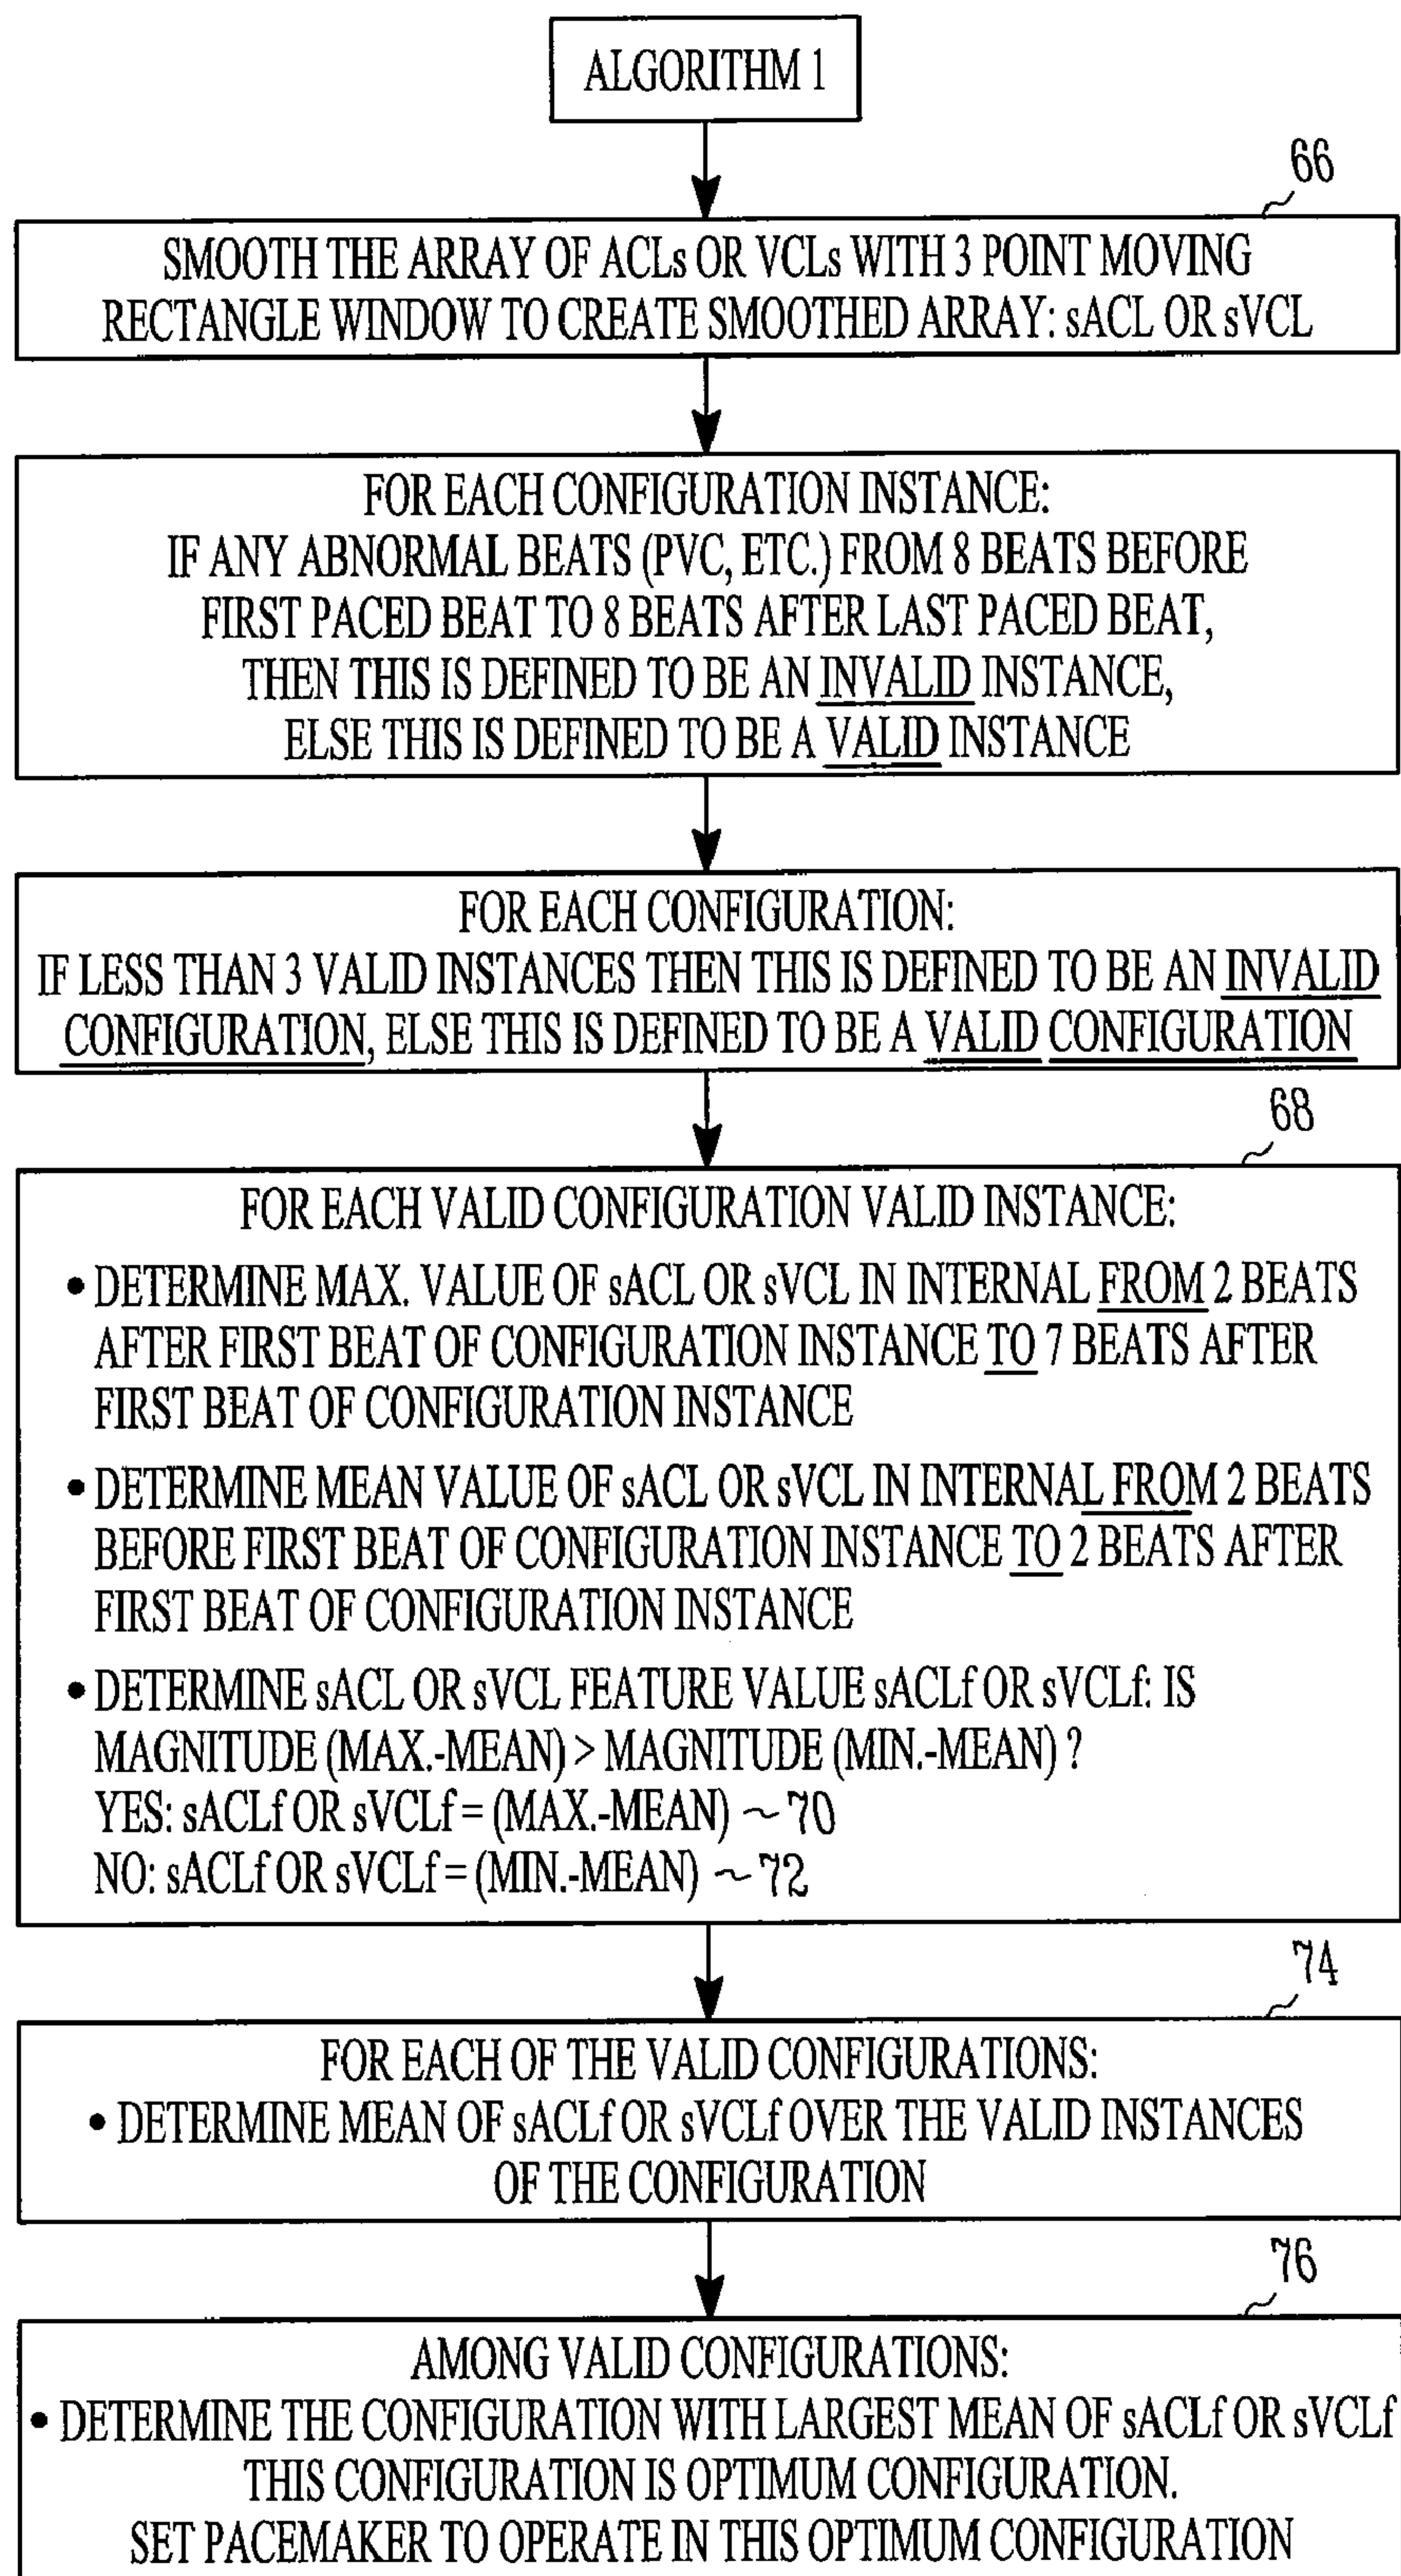 ALGORITHM 1
66
SMOOTH THE ARRAY OF ACLs OR VCLs WITH 3 POINT MOVING
RECTANGLE WINDOW TO CREATE SMOOTHED ARRAY: sACL OR sVCL
FOR EACH CONFIGURATION INSTANCE:
IF ANY ABNORMAL BEATS (PVC, ETC.) FROM 8 BEATS BEFORE
FIRST PACED BEAT TO 8 BEATS AFTER LAST PACED BEAT,
THEN THIS IS DEFINED TO BE AN INVALID INSTANCE,
ELSE THIS IS DEFINED TO BE A VALID INSTANCE
FOR EACH CONFIGURATION:
IF LESS THAN 3 VALID INSTANCES THEN THIS IS DEFINED TO BE AN INVALID
CONFIGURATION, ELSE THIS IS DEFINED TO BE A VALID CONFIGURATION
68
FOR EACH VALID CONFIGURATION VALID INSTANCE:
• DETERMINE MAX. VALUE OF sACL OR sVCL IN INTERNAL FROM 2 BEATS
AFTER FIRST BEAT OF CONFIGURATION INSTANCE TO 7 BEATS AFTER
FIRST BEAT OF CONFIGURATION INSTANCE
• DETERMINE MEAN VALUE OF sACL OR sVCL IN INTERNAL FROM 2 BEATS
BEFORE FIRST BEAT OF CONFIGURATION INSTANCE TO 2 BEATS AFTER
FIRST BEAT OF CONFIGURATION INSTANCE
• DETERMINE sACL OR sVCL FEATURE VALUE sACLf OR sVCLf: IS
MAGNITUDE (MAX.-MEAN) > MAGNITUDE (MIN.-MEAN) ?
YES: sACLf OR sVCLf = (MAX.-MEAN) ~70
NO: sACLf OR sVCLf = (MIN.-MEAN) ~72
74
FOR EACH OF THE VALID CONFIGURATIONS:
• DETERMINE MEAN OF sACLf OR sVCLf OVER THE VALID INSTANCES
OF THE CONFIGURATION
76
AMONG VALID CONFIGURATIONS:
• DETERMINE THE CONFIGURATION WITH LARGEST MEAN OF sACLf OR sVCLf
THIS CONFIGURATION IS OPTIMUM CONFIGURATION.
SET PACEMAKER TO OPERATE IN THIS OPTIMUM CONFIGURATION